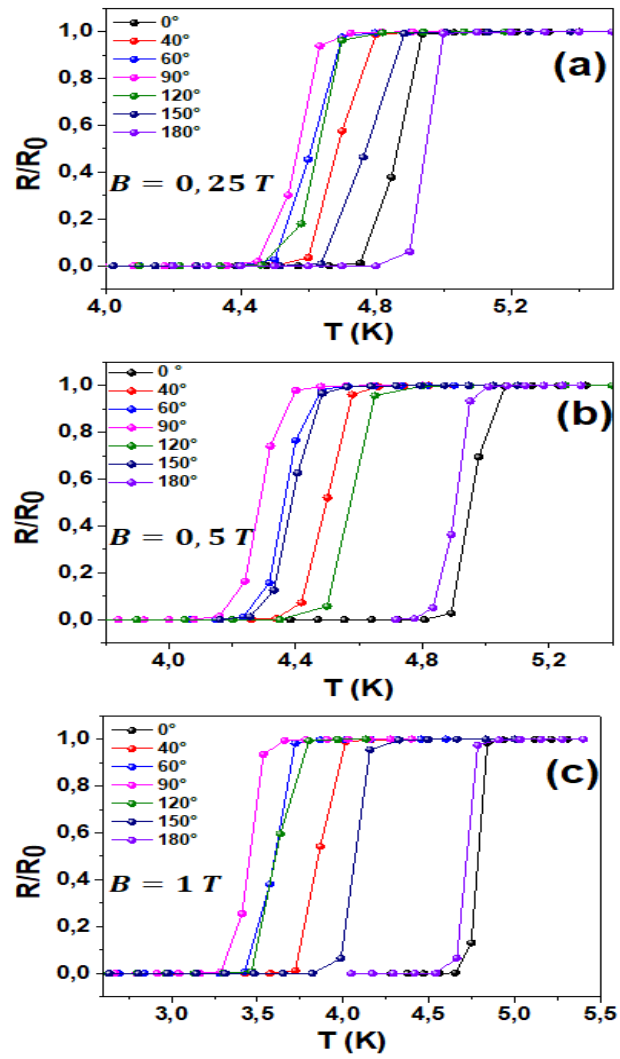 1,0
0,8
0,6
0,4
0,2
0,0
R/R0
0°
40°
60°
90°
120°
150°
180°
(a)
B = 0, 25 T
4,0 4,4 4,8 5,2
T (K)
1,0
0,8
0,6
0,4
0,2
0,0
R/R0
0 °
40°
60°
90°
120°
150°
180°
(b)
B = 0, 5 T
4,0 4,4 4,8 5,2
T (K)
1,0
0,8
0,6
0,4
0,2
0,0
R/R0
0°
40°
60°
90°
120°
150°
180°
(c)
B = 1 T
3,0 3,5 4,0 4,5 5,0 5,5
T (K)